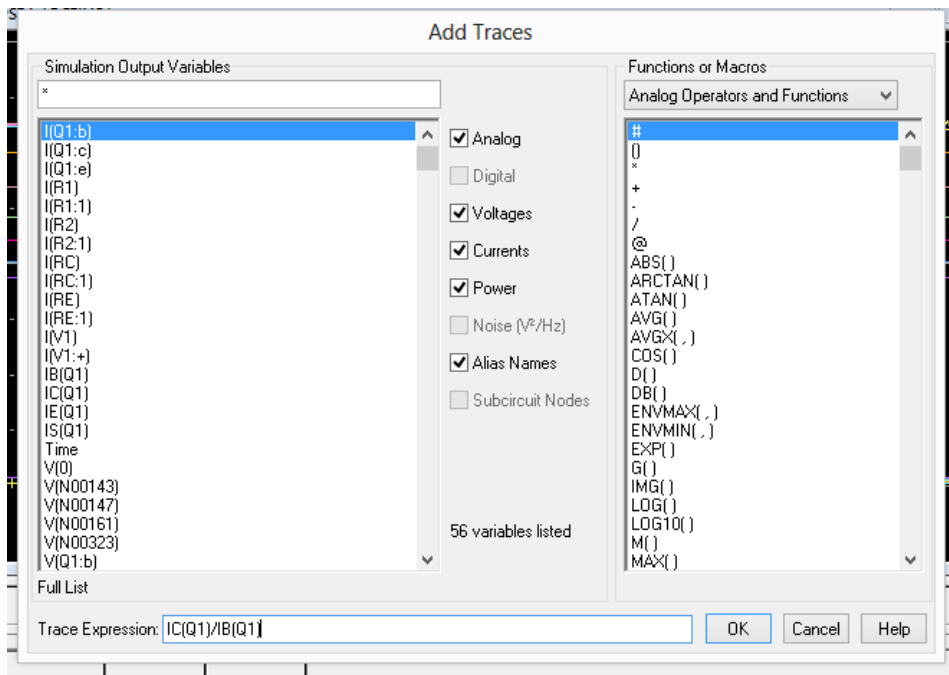 Add Traces
Simulation Output Variables
*
I(Q1:b)
I(Q1:c)
I(Q1:e)
I(R1)
I(R1:1)
I(R2)
I(R2:1)
I(RC)
I(RC:1)
I(RE)
I(RE:1)
I(V1)
I(V1:+)
IB(Q1)
IC(Q1)
IE(Q1)
IS(Q1)
Time
V(0)
V(N00143)
V(N00147)
V(N00161)
V(N00323)
V(Q1:b)
Full List
Analog
Digital
Voltages
Currents
Power
Noise (V²/Hz)
Alias Names
Subcircuit Nodes
56 variables listed
Functions or Macros
Analog Operators and Functions
#
()
*
+
-
/
@
ABS( )
ARCTAN( )
ATAN( )
AVG( )
AVGX( , )
COS( )
D( )
DB( )
ENVMAX( , )
ENVMIN( , )
EXP( )
G( )
IMG( )
LOG( )
LOG10( )
M( )
MAX( )
Trace Expression: IC(Q1)/IB(Q1)
OK Cancel Help